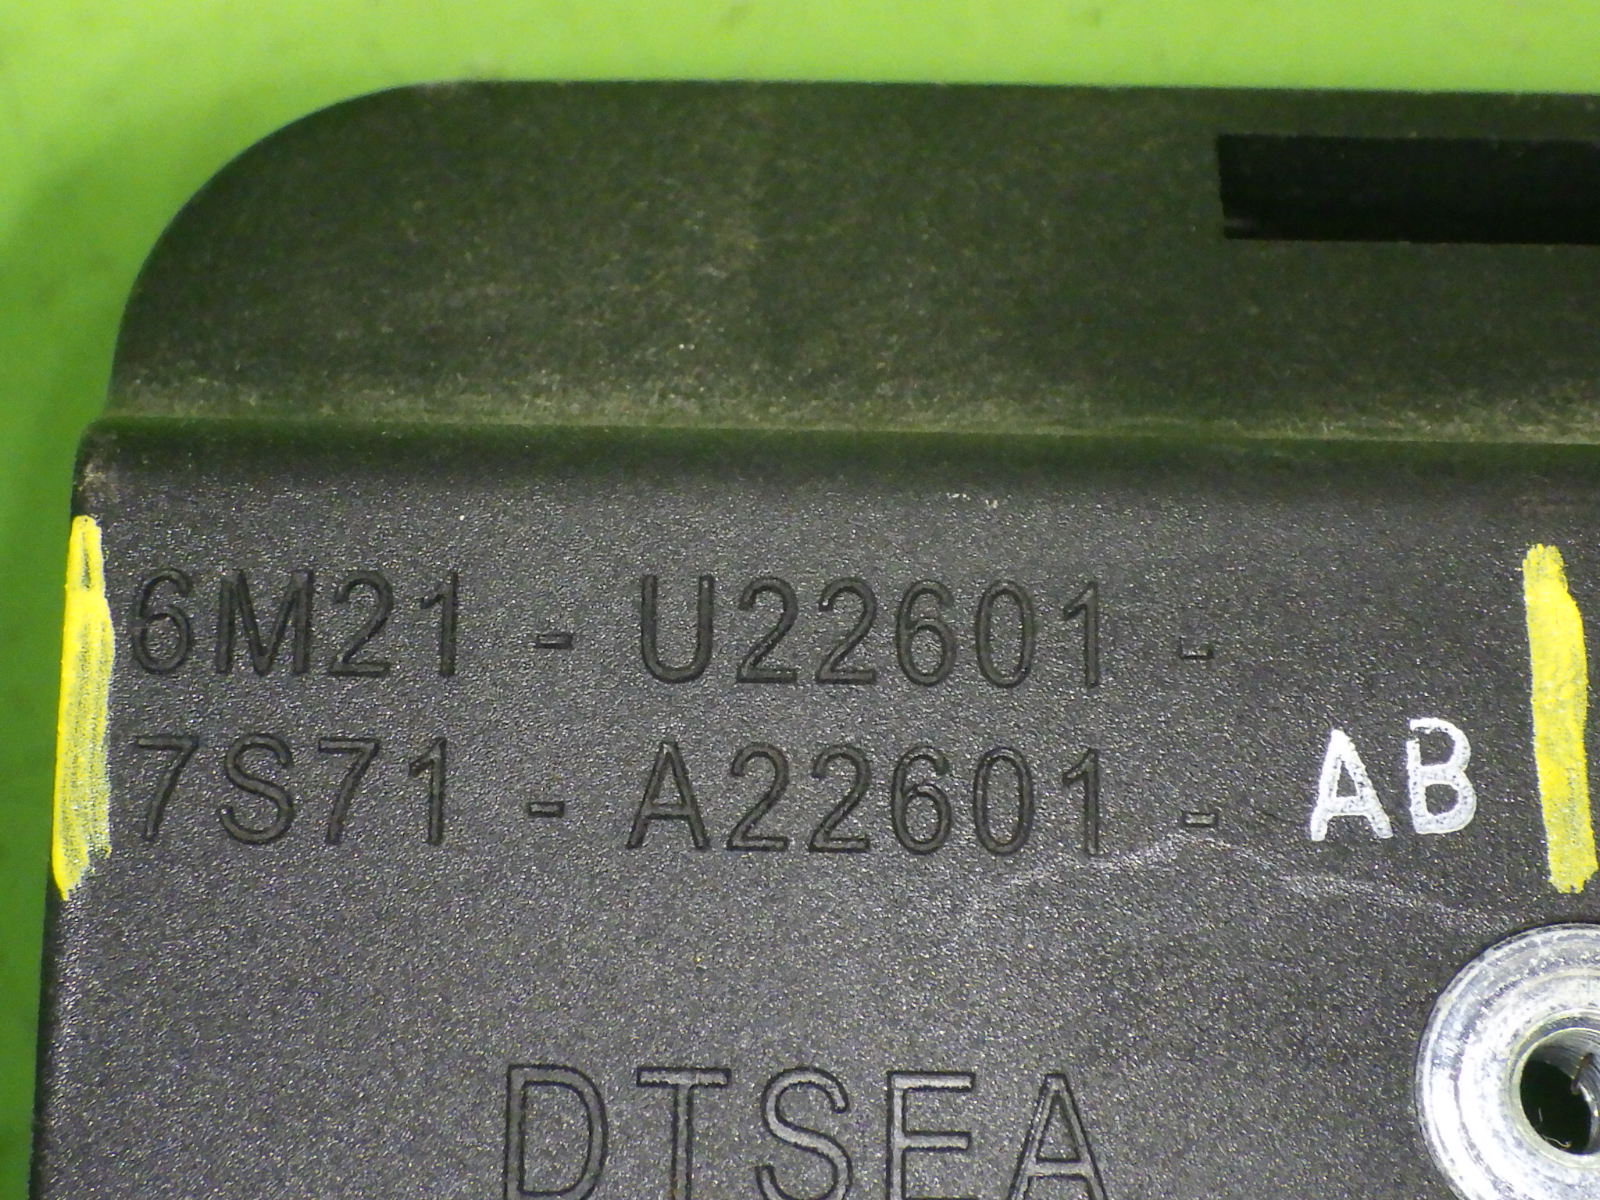 6M21 - U22601 -
7S71 - A22601 - AB
DTSEA